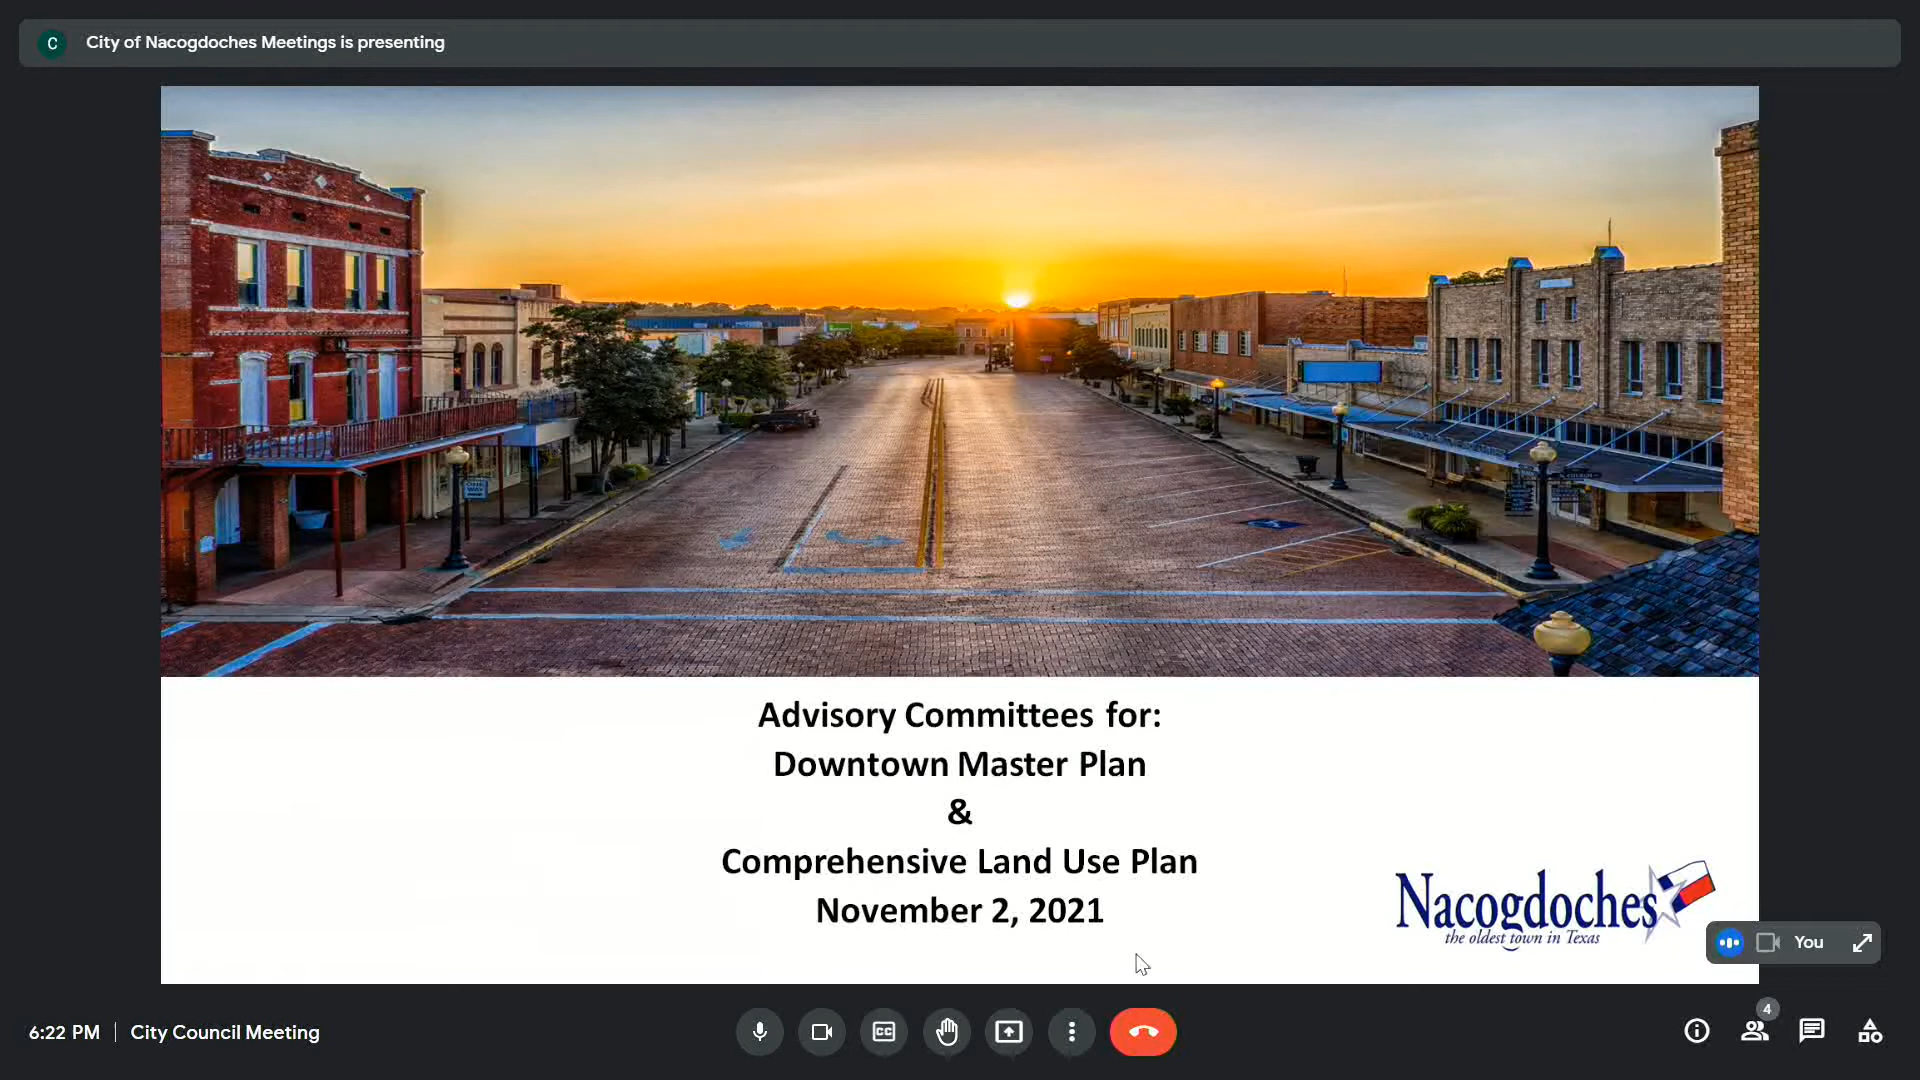 C
City of Nacogdoches Meetings is presenting
Advisory Committees for:
Downtown Master Plan
&
Comprehensive Land Use Plan
November 2, 2021
Nacogdoches
the oldest town in Texas
You
4
6:22 PM | City Council Meeting
CC